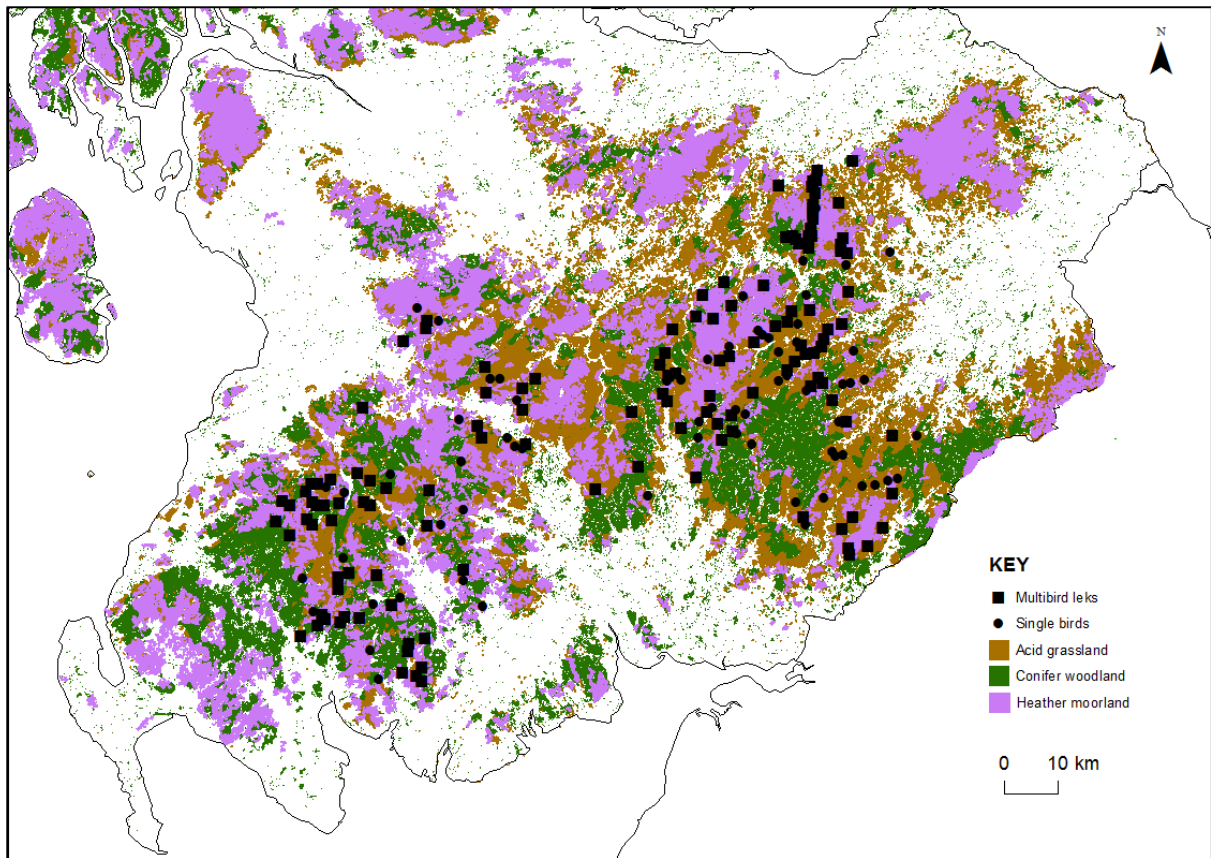 N
KEY
Multibird leks
Single birds
Acid grassland
Conifer woodland
Heather moorland
0 10 km